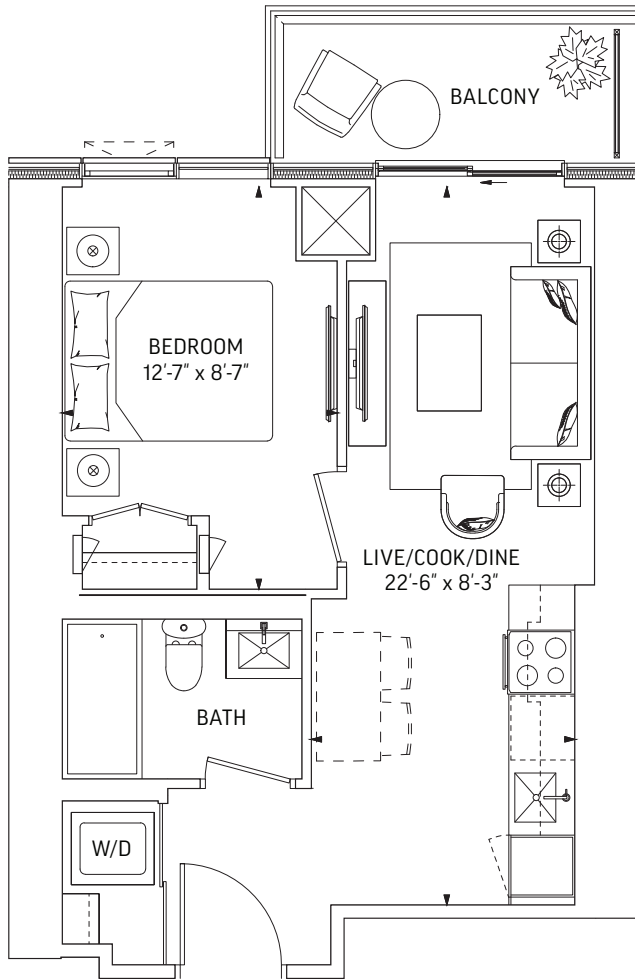 BALCONY
BEDROOM
12'-7" x 8'-7"
LIVE/COOK/DINE
22'-6" x 8'-3"
BATH
W/D